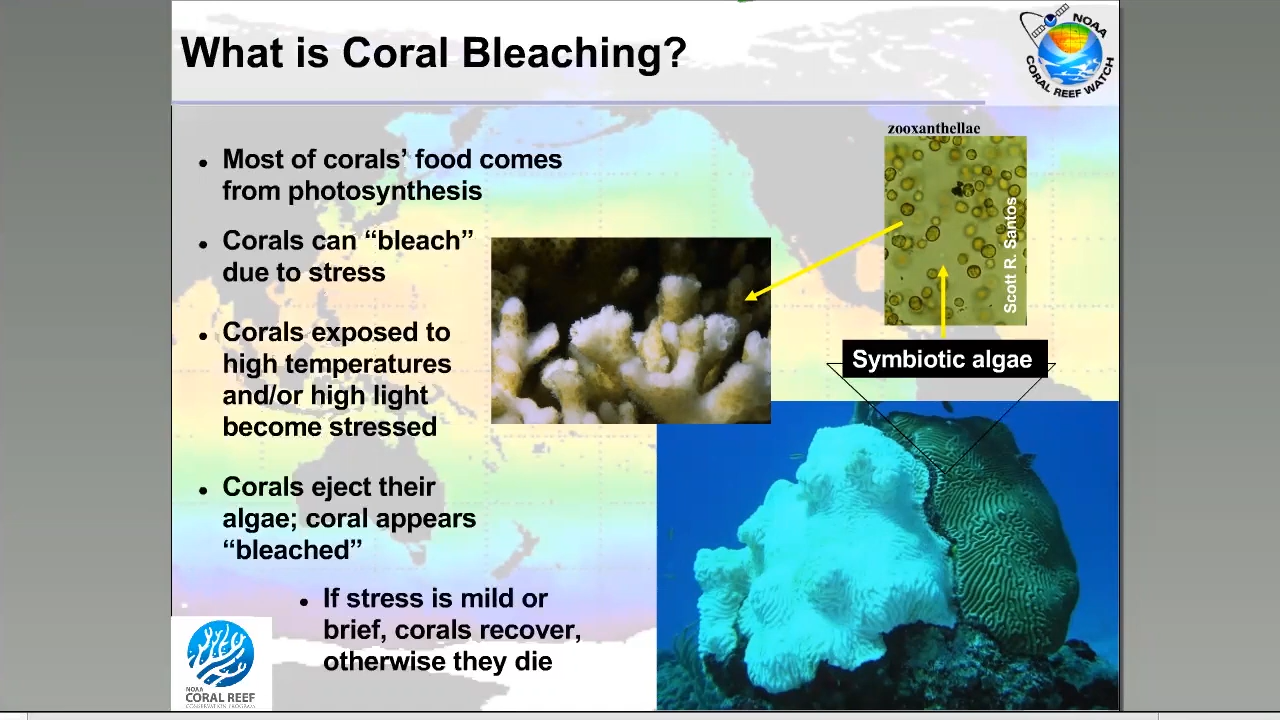 What is Coral Bleaching?
NOAA
CORAL REEF WATCH
• Most of corals’ food comes
from photosynthesis
• Corals can “bleach”
due to stress
• Corals exposed to
high temperatures
and/or high light
become stressed
• Corals eject their
algae; coral appears
“bleached”
• If stress is mild or
brief, corals recover,
otherwise they die
zooxanthellae
Scott R. Santos
Symbiotic algae
NOAA
CORAL REEF
CONSERVATION PROGRAM